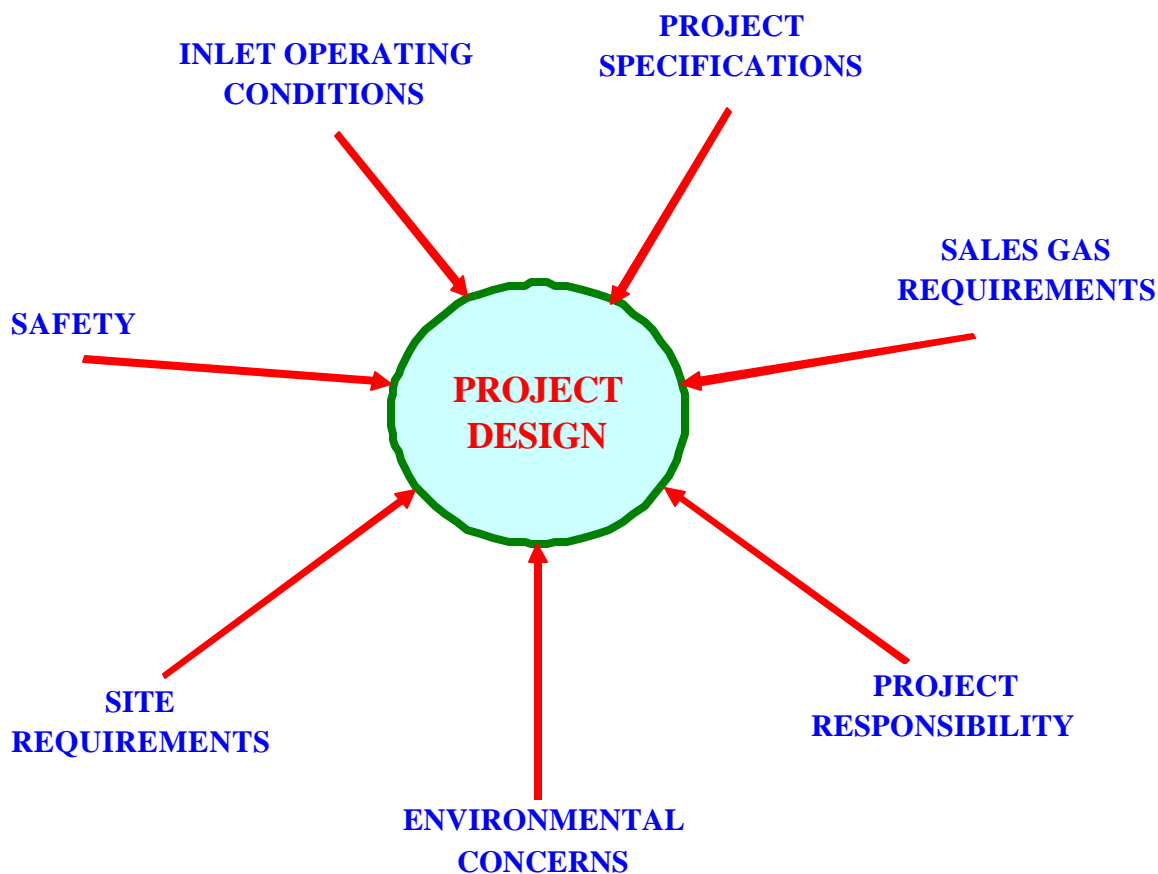 PROJECT
SPECIFICATIONS
INLET OPERATING
CONDITIONS
SALES GAS
REQUIREMENTS
SAFETY
PROJECT
DESIGN
SITE
REQUIREMENTS
PROJECT
RESPONSIBILITY
ENVIRONMENTAL
CONCERNS